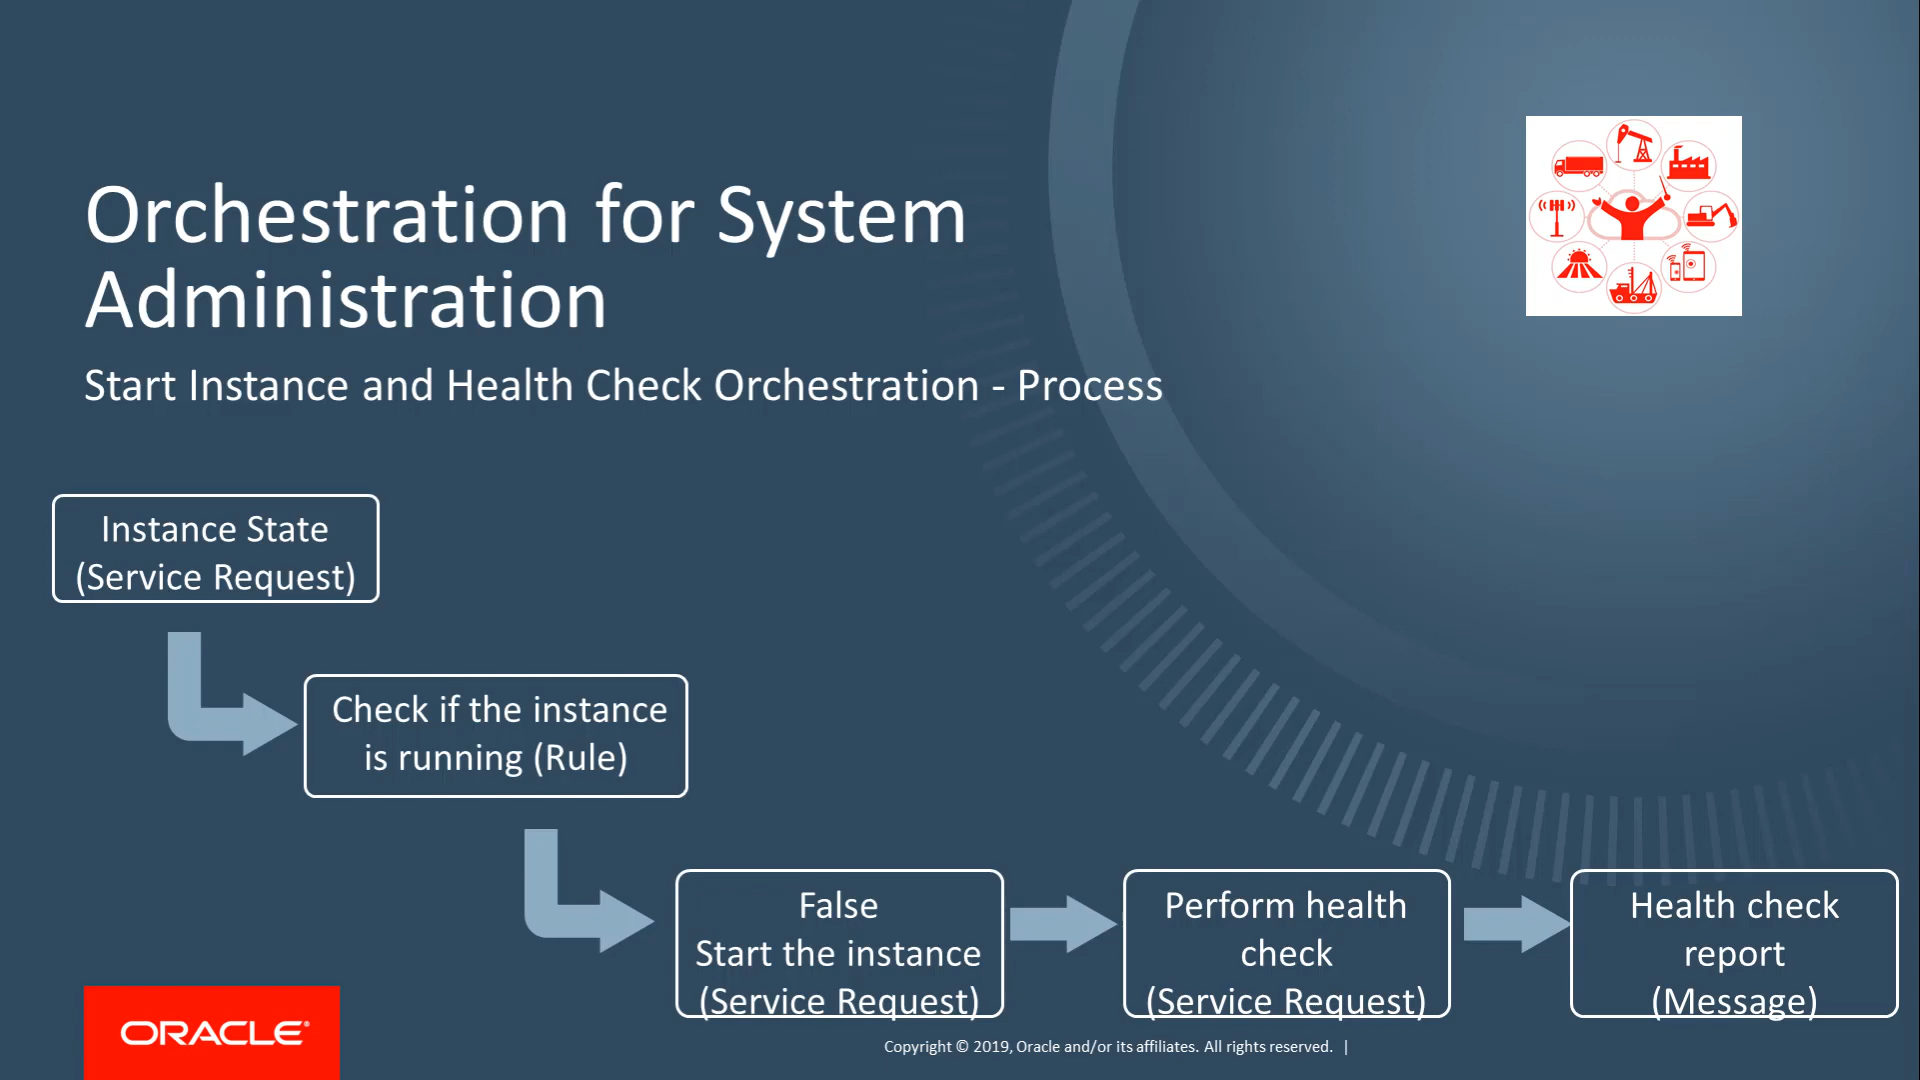 Orchestration for System
Administration
Start Instance and Health Check Orchestration - Process
Instance State
(Service Request)
Check if the instance
is running (Rule)
False
Start the instance
(Service Request)
Perform health
check
(Service Request)
Health check
report
(Message)
ORACLE®
Copyright © 2019, Oracle and/or its affiliates. All rights reserved. |